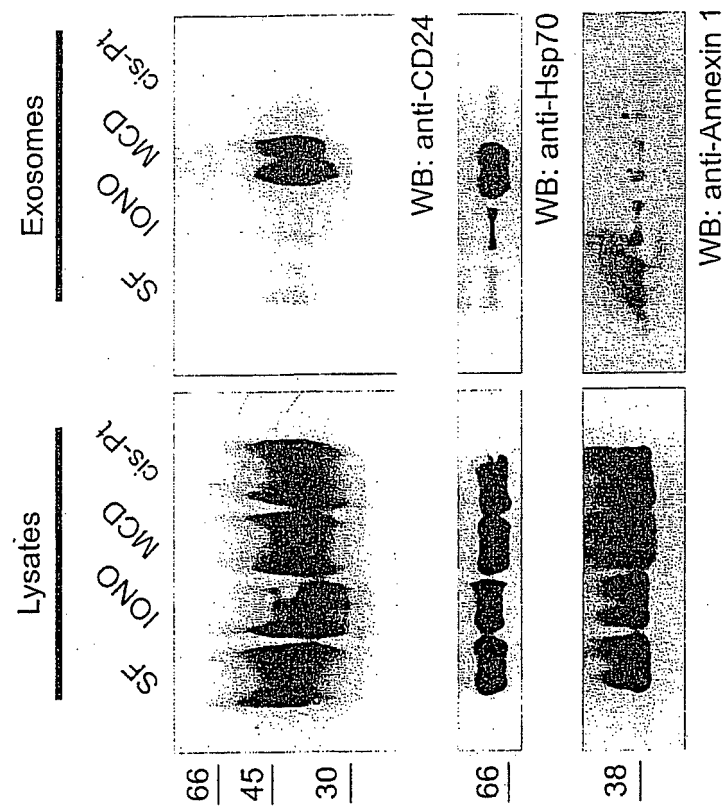 Lysates
SF IONO MCD cis-Pt
Exosomes
SF IONO MCD cis-Pt
66
45
30
WB: anti-CD24
66
WB: anti-Hsp70
38
WB: anti-Annexin 1